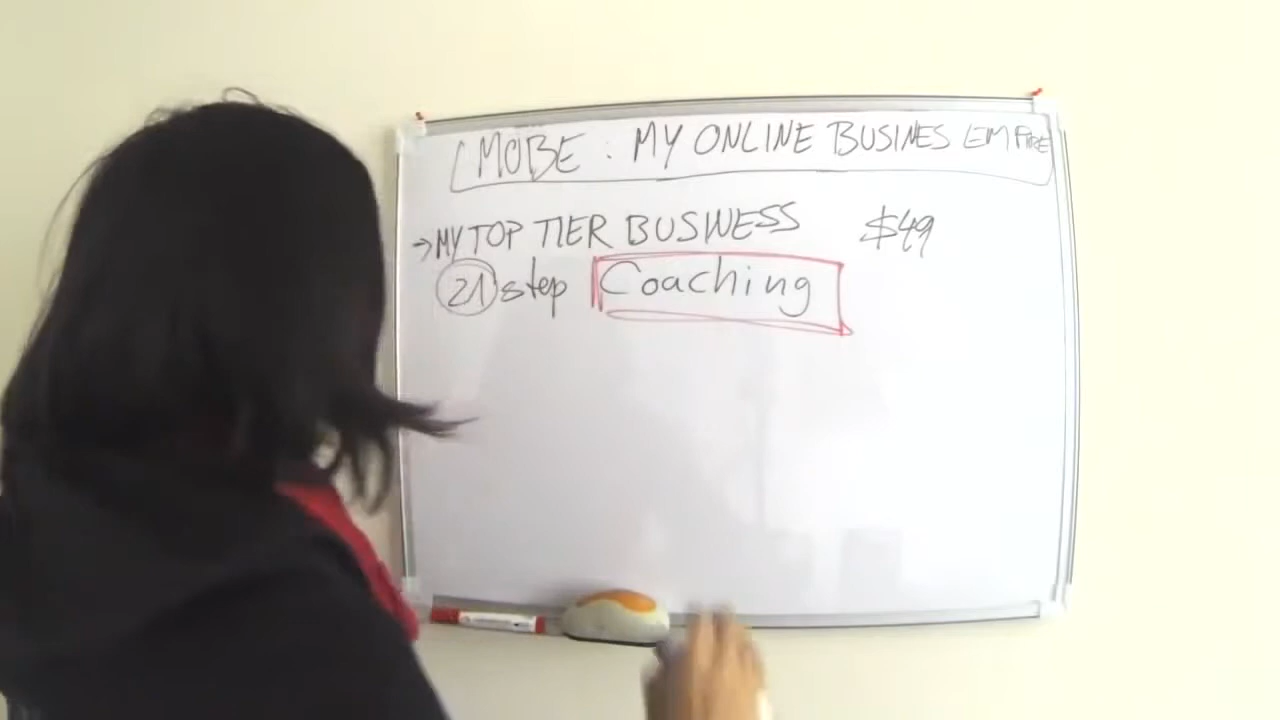 MOBE: MY ONLINE BUSINES EMPIRE
→ MY TOP TIER BUSINESS $49
21 step Coaching